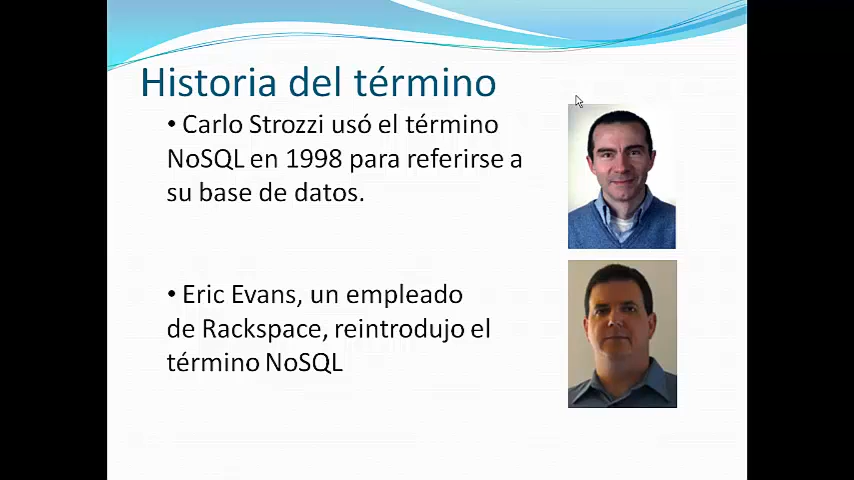 Historia del término
• Carlo Strozzi usó el término
NoSQL en 1998 para referirse a
su base de datos.
• Eric Evans, un empleado
de Rackspace, reintrodujo el
término NoSQL